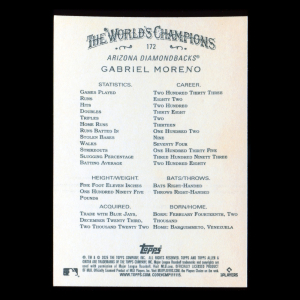 THE WORLD'S CHAMPIONS
172
ARIZONA DIAMONDBACKS®
GABRIEL MORENO
STATISTICS. CAREER.
GAMES PLAYED TWO HUNDRED THIRTY THREE
RUNS EIGHTY TWO
HITS TWO HUNDRED
DOUBLES THIRTY EIGHT
TRIPLES TWO
HOME RUNS THIRTEEN
RUNS BATTED IN ONE HUNDRED TWO
STOLEN BASES NINE
WALKS SEVENTY FOUR
STRIKEOUTS ONE HUNDRED THIRTY FIVE
SLUGGING PERCENTAGE THREE HUNDRED NINETY THREE
BATTING AVERAGE TWO HUNDRED EIGHTY
HEIGHT/WEIGHT. BATS/THROWS.
FIVE FOOT ELEVEN INCHES BATS RIGHT-HANDED
ONE HUNDRED NINETY FIVE THROWS RIGHT-HANDED
POUNDS
ACQUIRED. BORN/HOME.
TRADE WITH BLUE JAYS, BORN: FEBRUARY FOURTEENTH, TWO
DECEMBER TWENTY THIRD, THOUSAND
TWO THOUSAND TWENTY TWO HOME: BARQUISIMETO, VENEZUELA
Topps